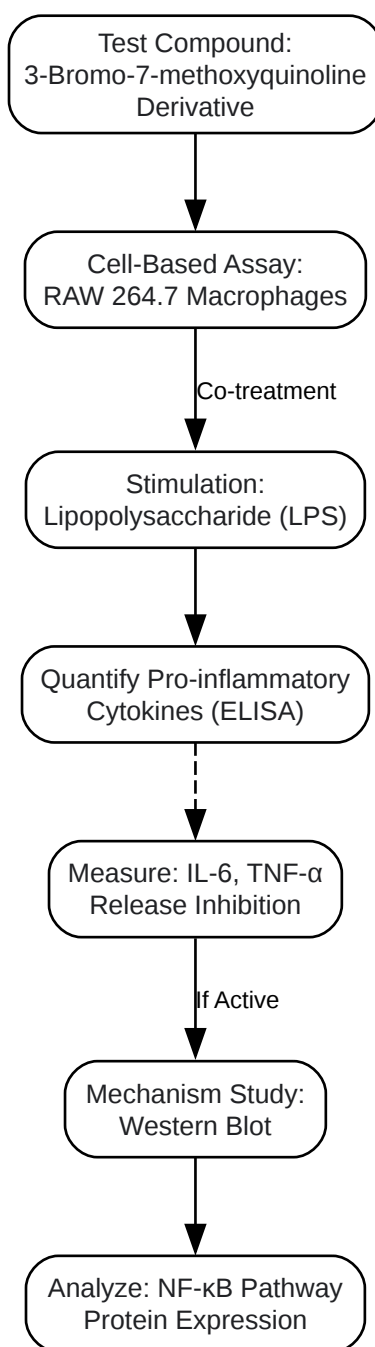 Test Compound:
3-Bromo-7-methoxyquinoline
Derivative
Cell-Based Assay:
RAW 264.7 Macrophages
Co-treatment
Stimulation:
Lipopolysaccharide (LPS)
Quantify Pro-inflammatory
Cytokines (ELISA)
Measure: IL-6, TNF-α
Release Inhibition
If Active
Mechanism Study:
Western Blot
Analyze: NF-κB Pathway
Protein Expression